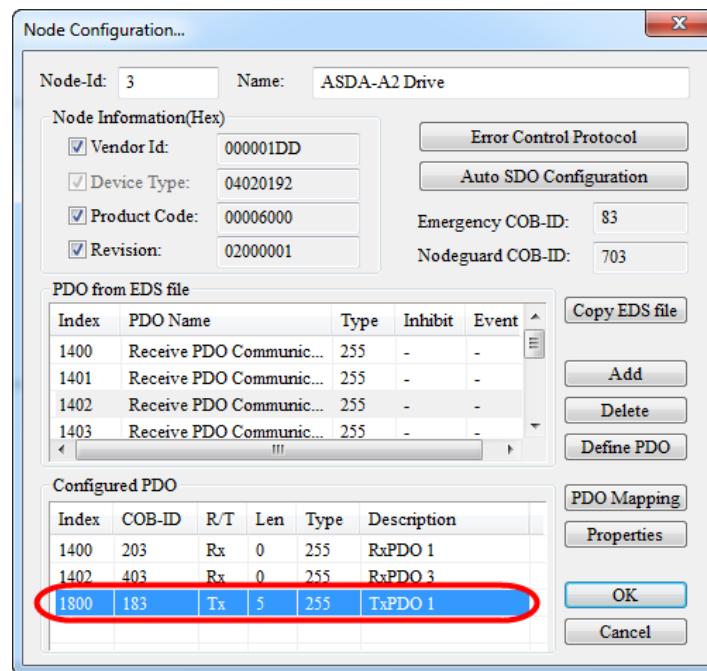 Node Configuration...
Node-Id: 3 Name: ASDA-A2 Drive
Node Information(Hex)
Vendor Id: 000001DD
Device Type: 04020192
Product Code: 00006000
Revision: 02000001
Error Control Protocol
Auto SDO Configuration
Emergency COB-ID: 83
Nodeguard COB-ID: 703
PDO from EDS file
Index PDO Name Type Inhibit Event
1400 Receive PDO Communic... 255 - -
1401 Receive PDO Communic... 255 - -
1402 Receive PDO Communic... 255 - -
1403 Receive PDO Communic... 255 - -
Copy EDS file
Add
Delete
Define PDO
Configured PDO
Index COB-ID R/T Len Type Description
1400 203 Rx 0 255 RxPDO 1
1402 403 Rx 0 255 RxPDO 3
1800 183 Tx 5 255 TxPDO 1
PDO Mapping
Properties
OK
Cancel